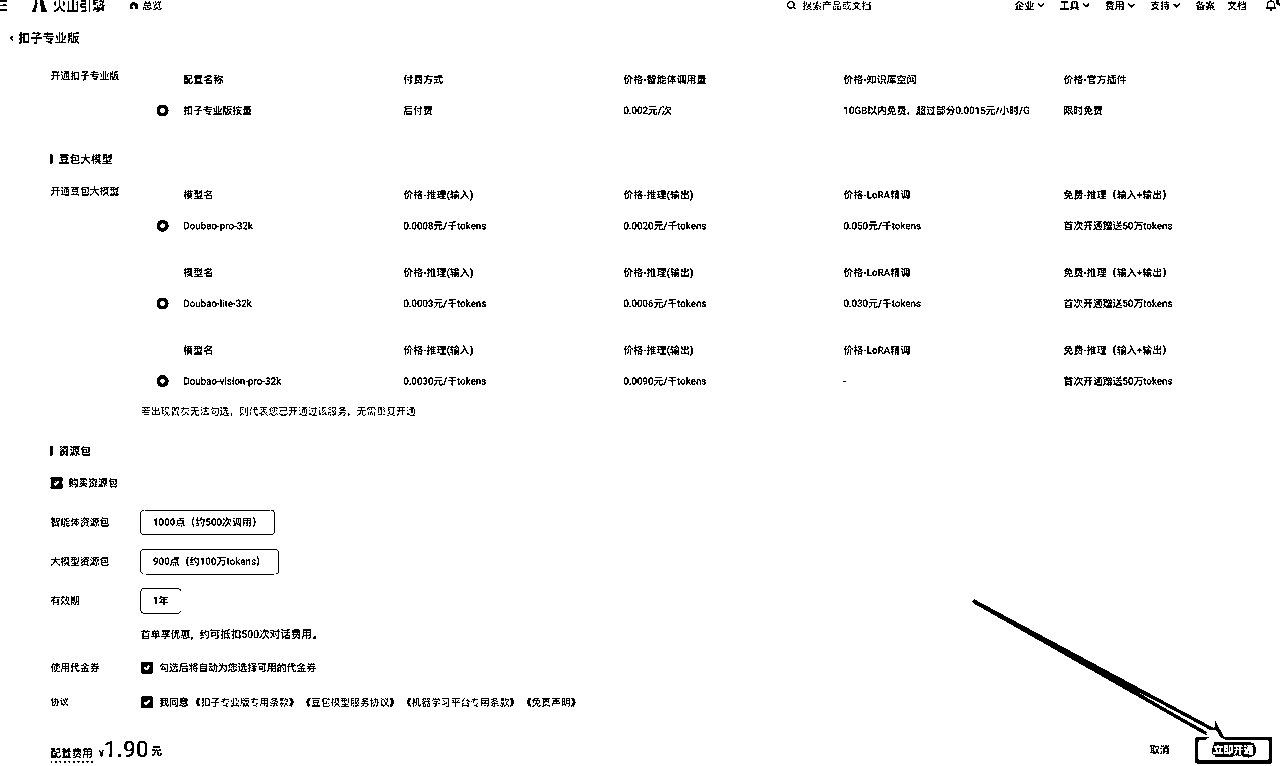 火山引擎 总览 搜索产品或文档 企业 工具 费用 支持 备案 文档
扣子专业版
开通扣子专业版 配置名称 付费方式 价格-智能体调用量 价格-知识库空间 价格-官方插件
扣子专业版按量 后付费 0.002元/次 10GB以内免费，超过部分0.0015元/小时/G 限时免费
豆包大模型
开通豆包大模型 模型名 价格-推理(输入) 价格-推理(输出) 价格-LoRA精调 免费-推理（输入+输出）
Doubao-pro-32k 0.0008元/千tokens 0.0020元/千tokens 0.050元/千tokens 首次开通赠送50万tokens
模型名 价格-推理(输入) 价格-推理(输出) 价格-LoRA精调 免费-推理（输入+输出）
Doubao-lite-32k 0.0003元/千tokens 0.0006元/千tokens 0.030元/千tokens 首次开通赠送50万tokens
模型名 价格-推理(输入) 价格-推理(输出) 价格-LoRA精调 免费-推理（输入+输出）
Doubao-vision-pro-32k 0.0030元/千tokens 0.0090元/千tokens - 首次开通赠送50万tokens
若出现置灰无法勾选，则代表您已开通过该服务，无需重复开通
资源包
购买资源包
智能体资源包 1000点（约500次调用）
大模型资源包 900点（约100万tokens）
有效期 1年
首单享优惠，约可抵扣500次对话费用。
使用代金券 勾选后将自动为您选择可用的代金券
协议 我同意《扣子专业版专用条款》《豆包模型服务协议》《机器学习平台专用条款》《免责声明》
配置费用 ¥1.90元 取消 立即开通